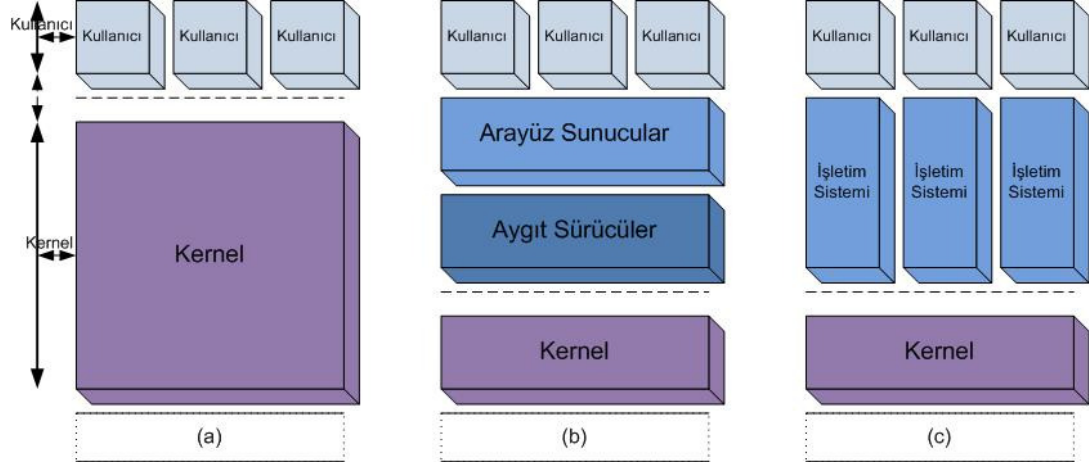 Kullanıcı
Kullanıcı
Kullanıcı
Kullanıcı
Kernel
Kernel
(a)
Kullanıcı
Kullanıcı
Kullanıcı
Arayüz Sunucular
Aygıt Sürücüler
Kernel
(b)
Kullanıcı
Kullanıcı
Kullanıcı
İşletim
Sistemi
İşletim
Sistemi
İşletim
Sistemi
Kernel
(c)